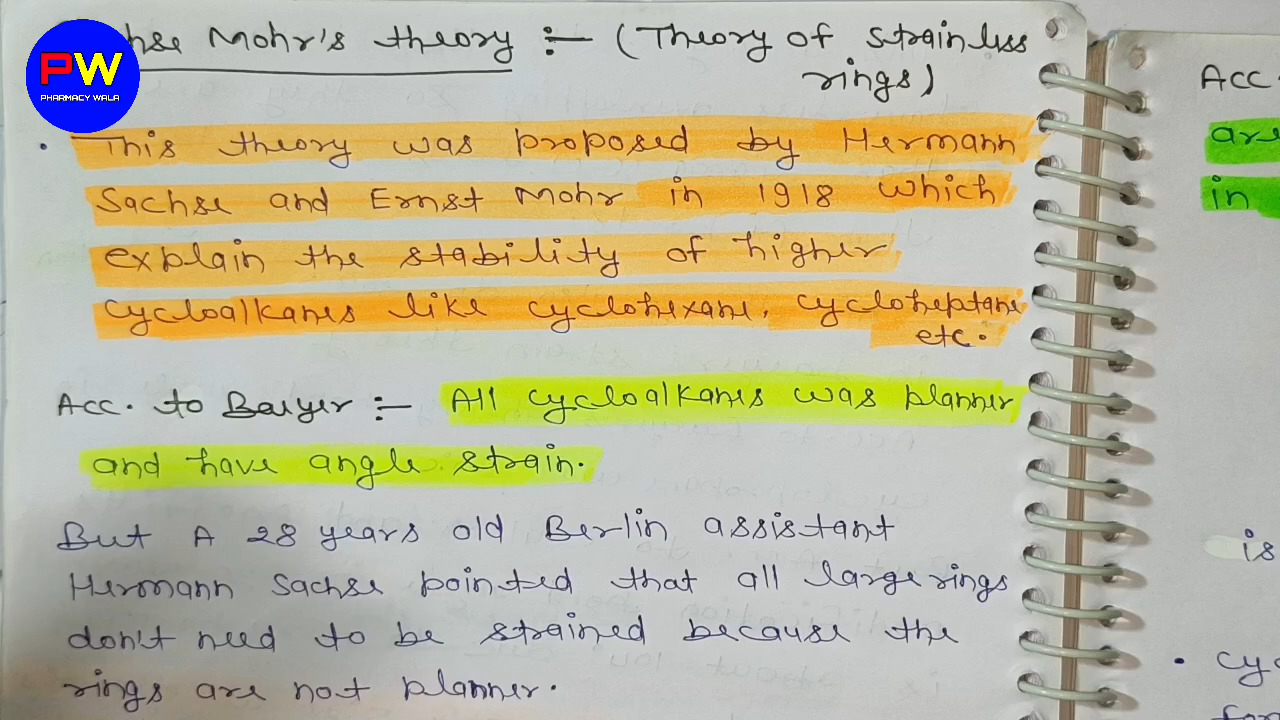 hse Mohr's theory :- (Theory of strainless
rings)
• This theory was proposed by Hermann
Sachse and Ernst Mohr in 1918 which
explain the stability of higher
cycloalkanes like cyclohexane, cycloheptane
etc.
Acc. to Baeyer :- All cycloalkanes was planner
and have angle strain.
But A 28 years old Berlin assistant
Hermann Sachse pointed that all large rings
don't need to be strained because the
rings are not planner.
PW
PHARMACY WALA
Acc.
are
in
is
• cyc
for